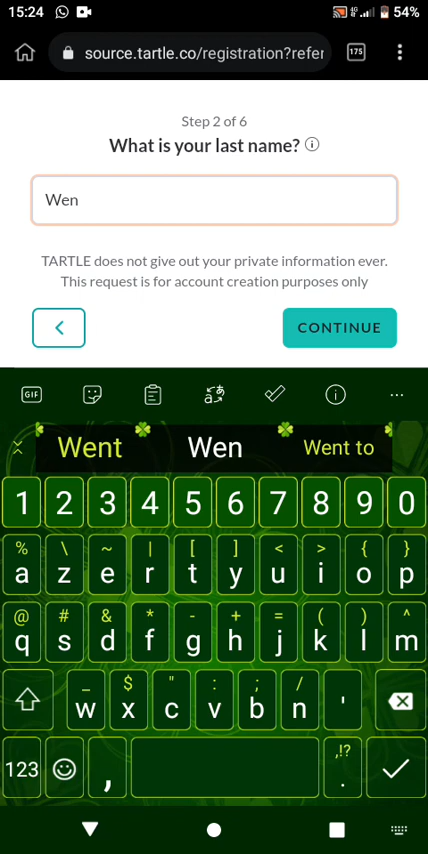 15:24 4G 54%
source.tartle.co/registration?refer 175
Step 2 of 6
What is your last name?
Wen
TARTLE does not give out your private information ever.
This request is for account creation purposes only
< CONTINUE
GIF
Went Wen Went to
1 2 3 4 5 6 7 8 9 0
% \ ~ | [ ] < > { }
a z e r t y u i o p
@ # & * - + = ( ) ^
q s d f g h j k l m
_ $ " : ; /
w x c v b n '
,!?
123 , .